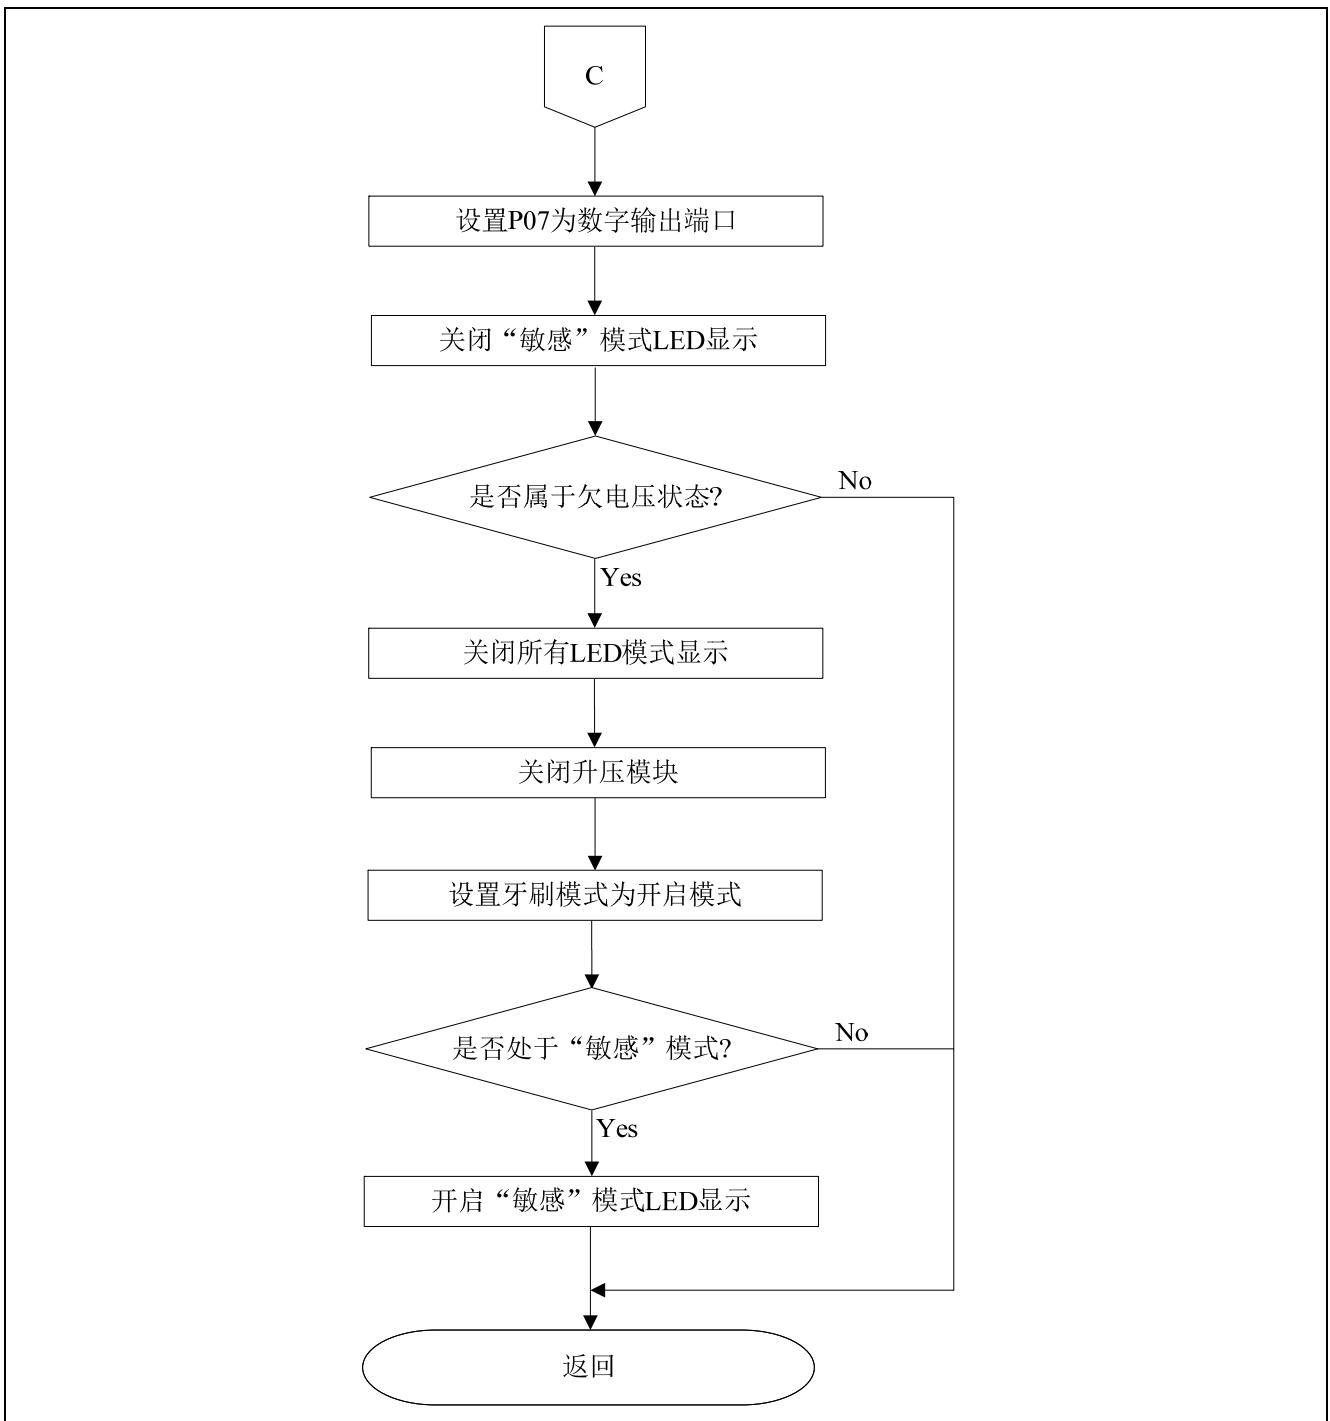 C
设置P07为数字输出端口
关闭“敏感”模式LED显示
是否属于欠电压状态?
No
Yes
关闭所有LED模式显示
关闭升压模块
设置牙刷模式为开启模式
是否处于“敏感”模式?
No
Yes
开启“敏感”模式LED显示
返回